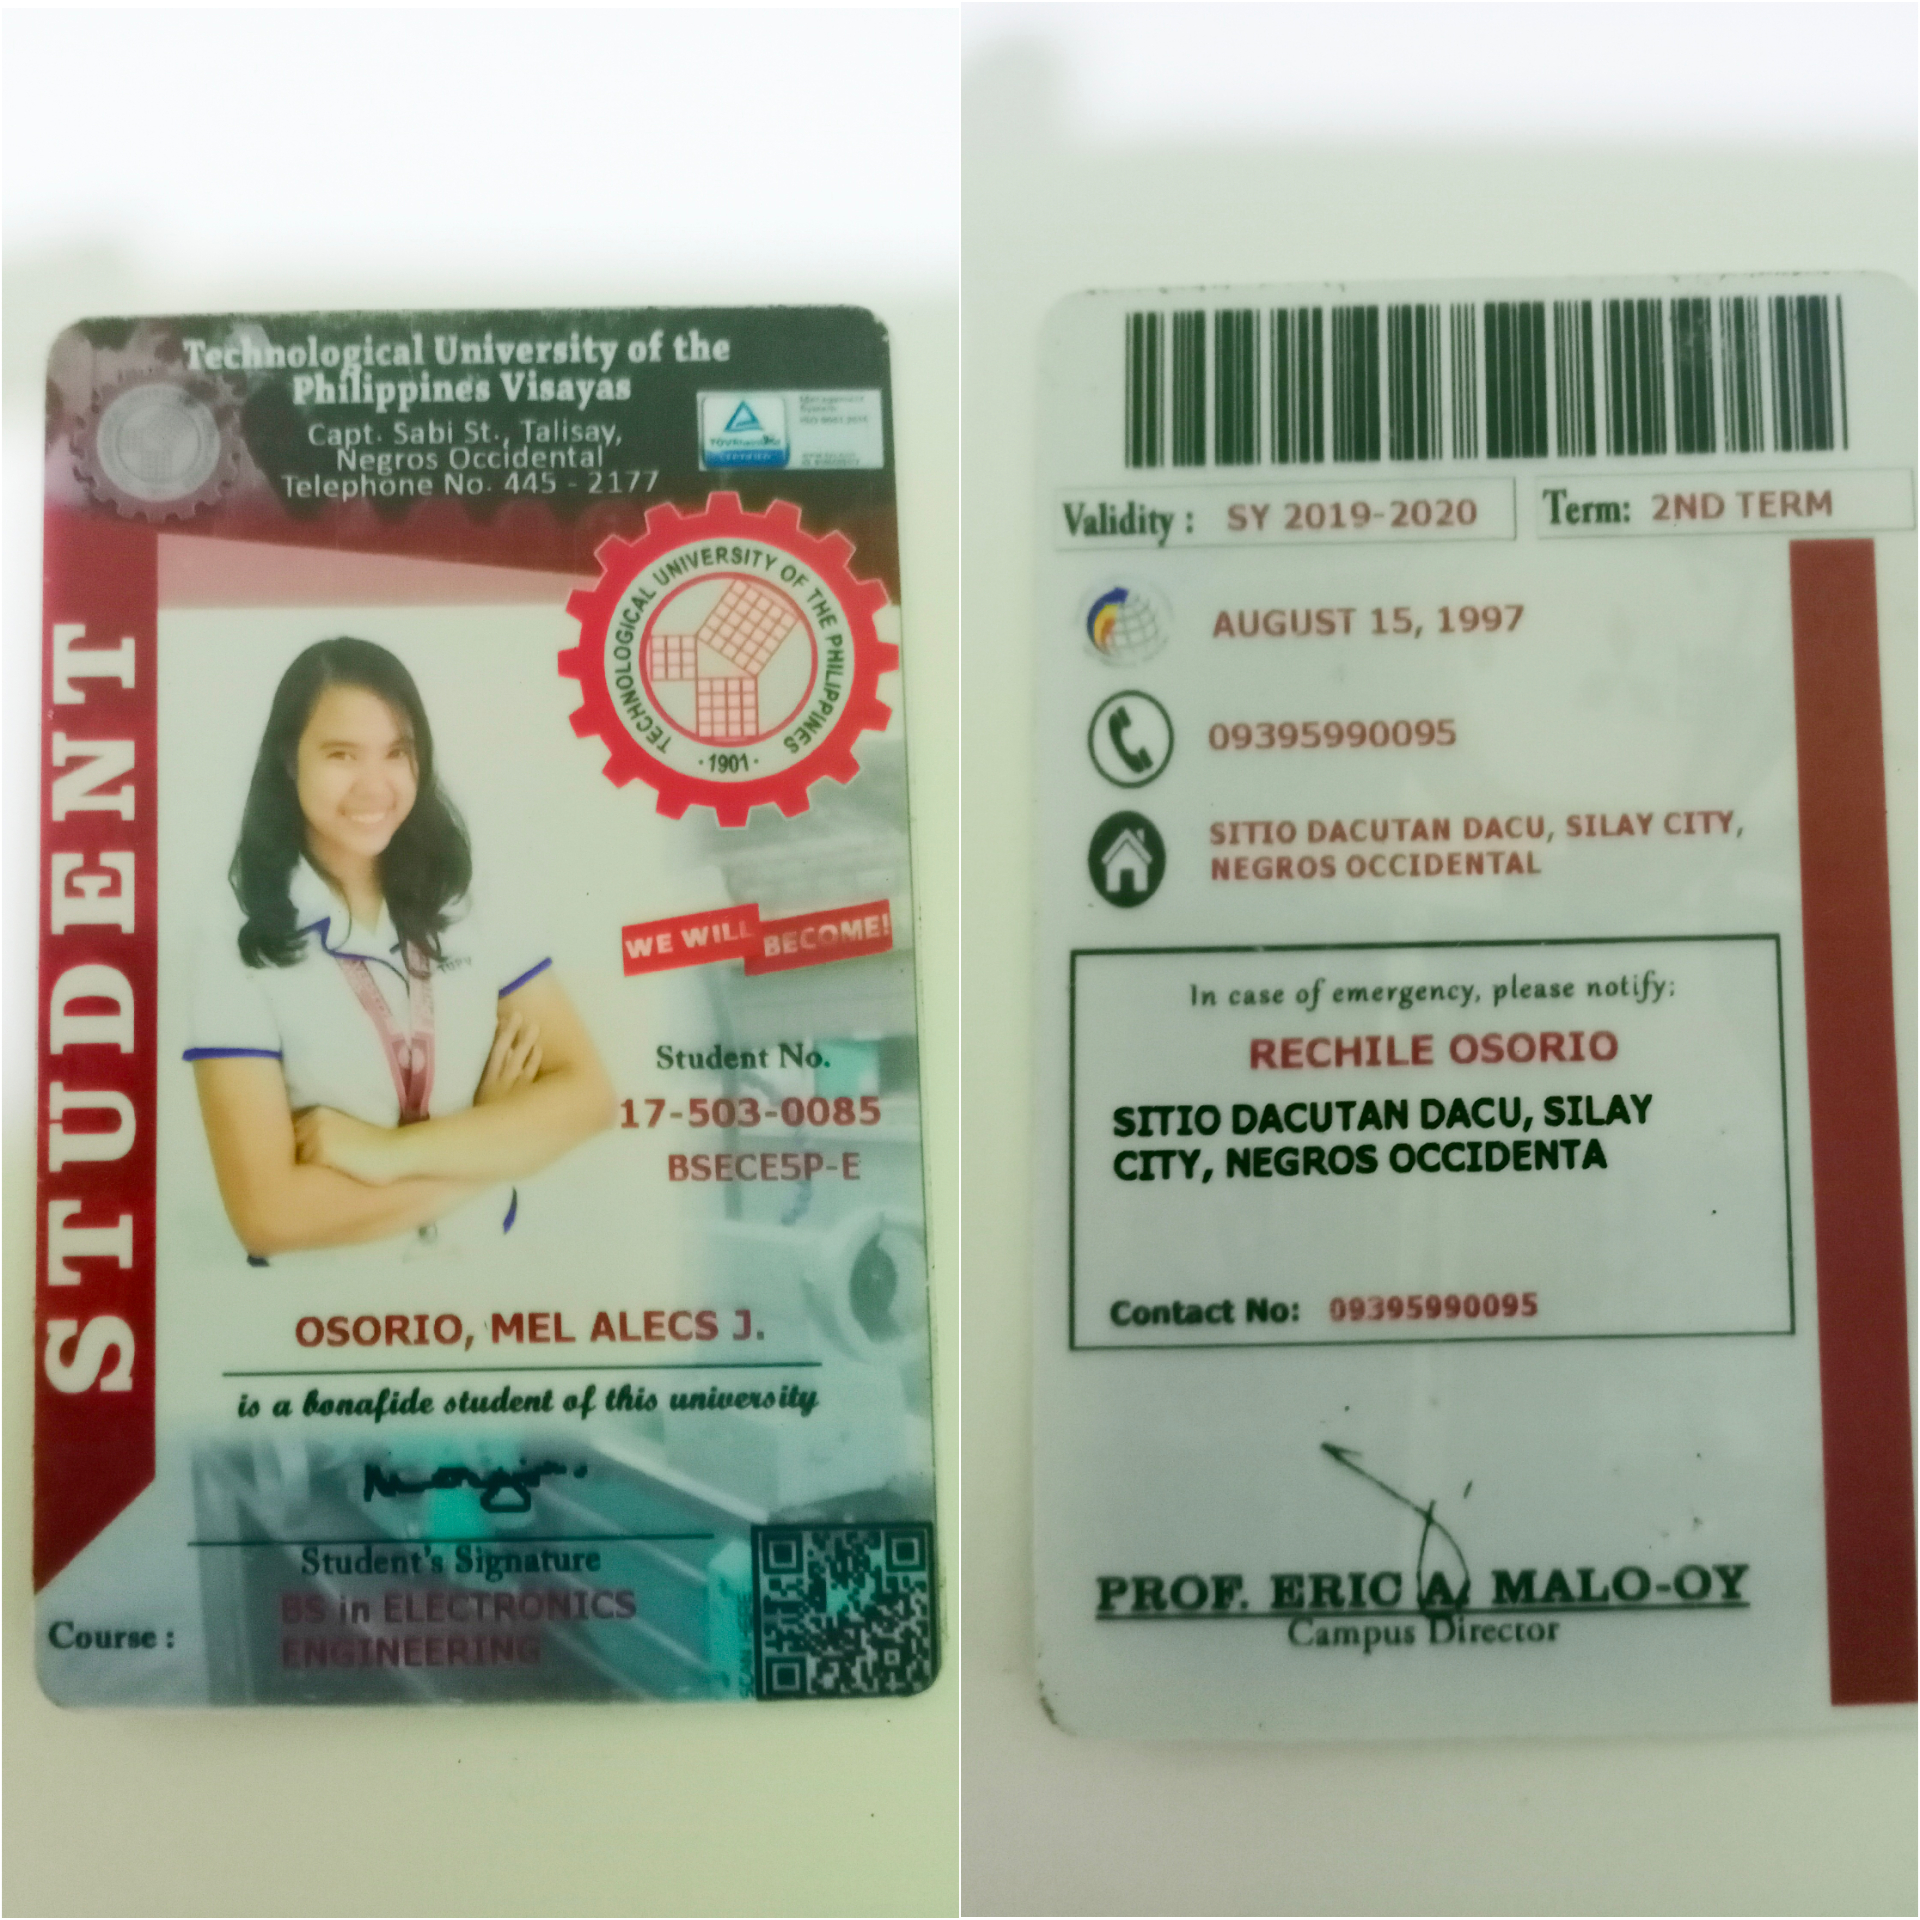 Technological University of the
Philippines Visayas
Capt. Sabi St., Talisay,
Negros Occidental
Telephone No. 445 - 2177
TECHNOLOGICAL UNIVERSITY OF THE PHILIPPINES
· 1901 ·
STUDENT
WE WILL BECOME!
Student No.
17-503-0085
BSECE5P-E
OSORIO, MEL ALECS J.
is a bonafide student of this university
Student's Signature
Course :
BS in ELECTRONICS
ENGINEERING
Validity : SY 2019-2020 Term: 2ND TERM
AUGUST 15, 1997
09395990095
SITIO DACUTAN DACU, SILAY CITY,
NEGROS OCCIDENTAL
In case of emergency, please notify:
RECHILE OSORIO
SITIO DACUTAN DACU, SILAY
CITY, NEGROS OCCIDENTA
Contact No: 09395990095
PROF. ERIC A. MALO-OY
Campus Director